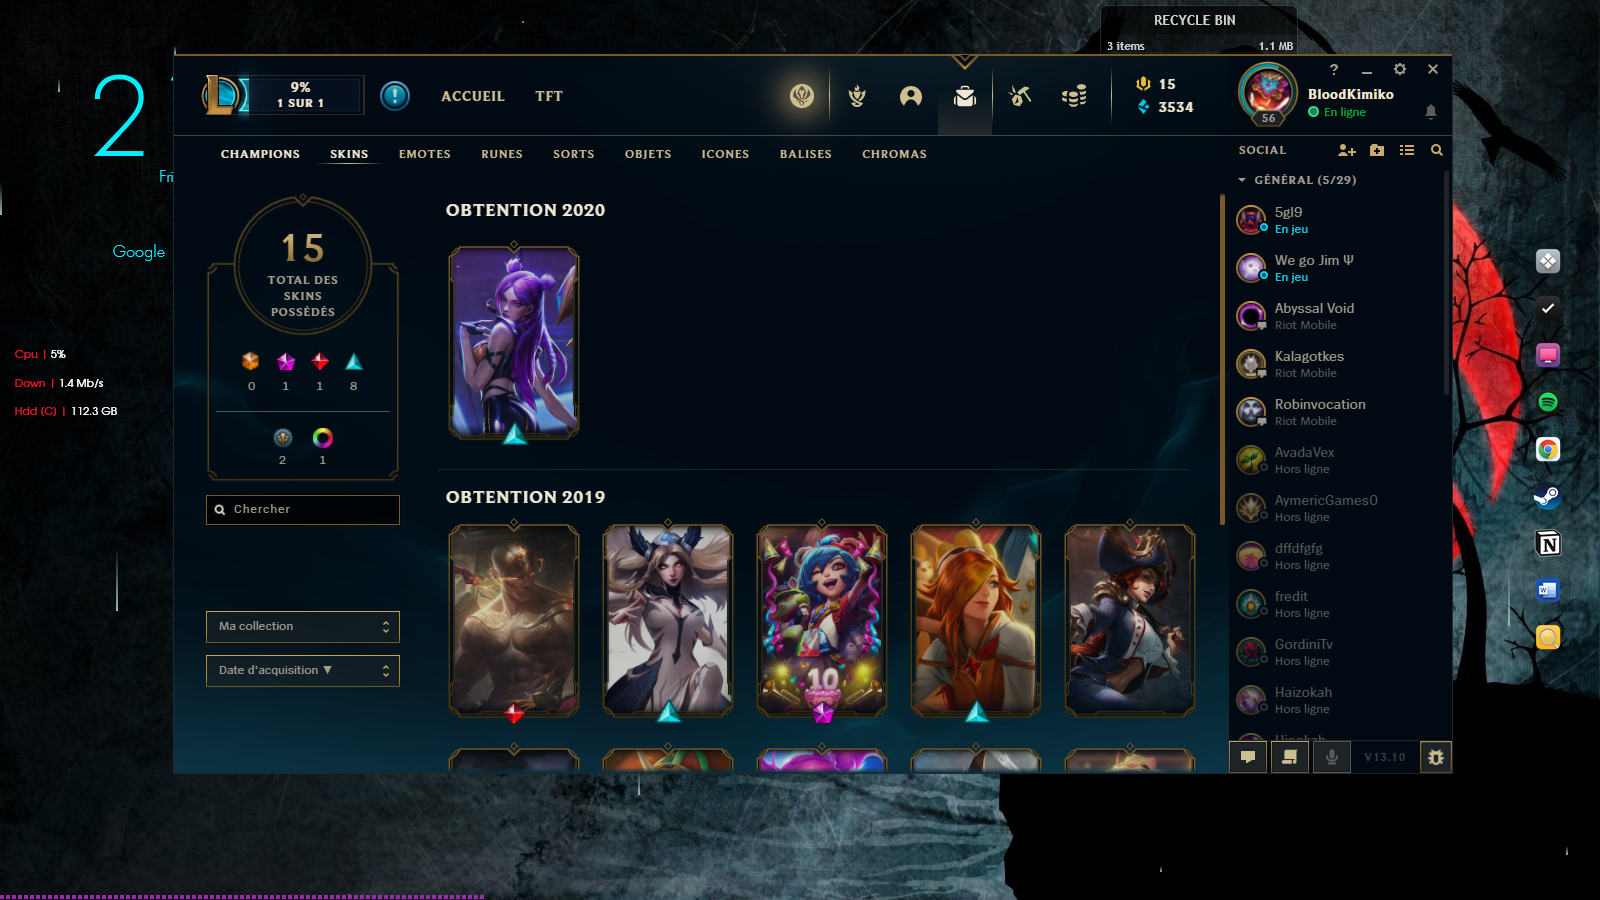 RECYCLE BIN
3 items
1.1 MB
2
Fri
Google
Cpu | 5%
Down | 1.4 Mb/s
Hdd (C) | 112.3 GB
9%
1 SUR 1
ACCUEIL
TFT
15
3534
56
BloodKimiko
En ligne
CHAMPIONS
SKINS
EMOTES
RUNES
SORTS
OBJETS
ICONES
BALISES
CHROMAS
15
TOTAL DES
SKINS
POSSÉDÉS
0
1
1
8
2
1
Chercher
Ma collection
Date d'acquisition ▼
OBTENTION 2020
OBTENTION 2019
10
SOCIAL
GÉNÉRAL (5/29)
5gl9
En jeu
We go Jim Ψ
En jeu
Abyssal Void
Riot Mobile
Kalagotkes
Riot Mobile
Robinvocation
Riot Mobile
AvadaVex
Hors ligne
AymericGames0
Hors ligne
dffdfgfg
Hors ligne
fredit
Hors ligne
GordiniTv
Hors ligne
Haizokah
Hors ligne
V13.10